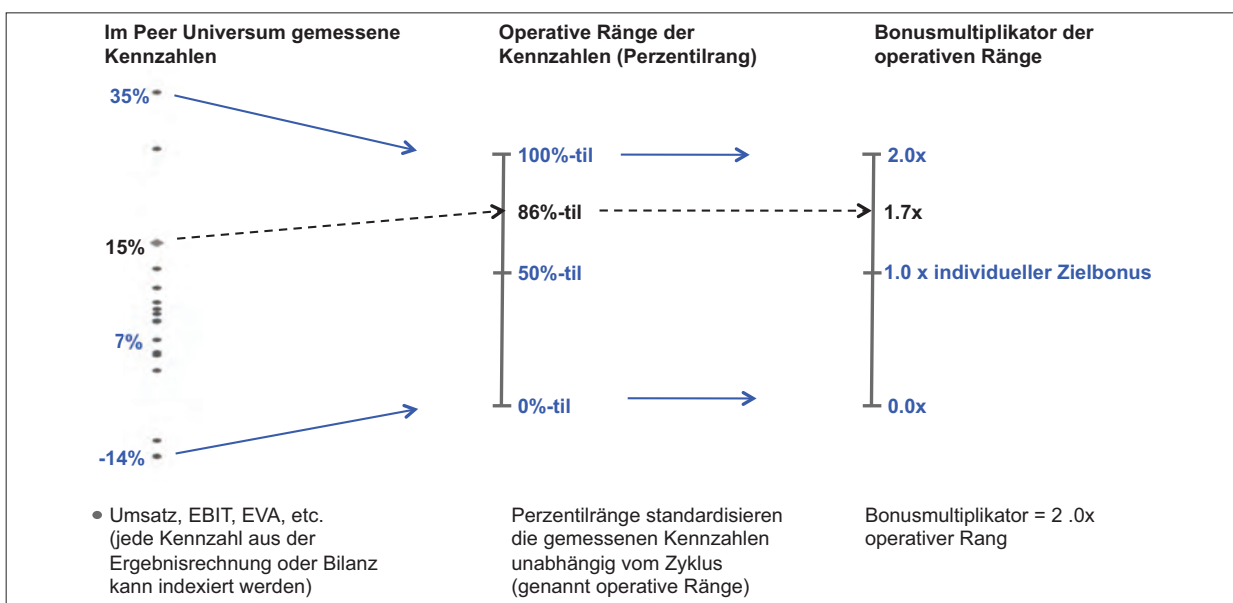 Im Peer Universum gemessene
Kennzahlen
35%
15%
7%
-14%
Umsatz, EBIT, EVA, etc.
(jede Kennzahl aus der
Ergebnisrechnung oder Bilanz
kann indexiert werden)
Operative Ränge der
Kennzahlen (Perzentilrang)
100%-til
86%-til
50%-til
0%-til
Perzentilränge standardisieren
die gemessenen Kennzahlen
unabhängig vom Zyklus
(genannt operative Ränge)
Bonusmultiplikator der
operativen Ränge
2.0x
1.7x
1.0 x individueller Zielbonus
0.0x
Bonusmultiplikator = 2 .0x
operativer Rang